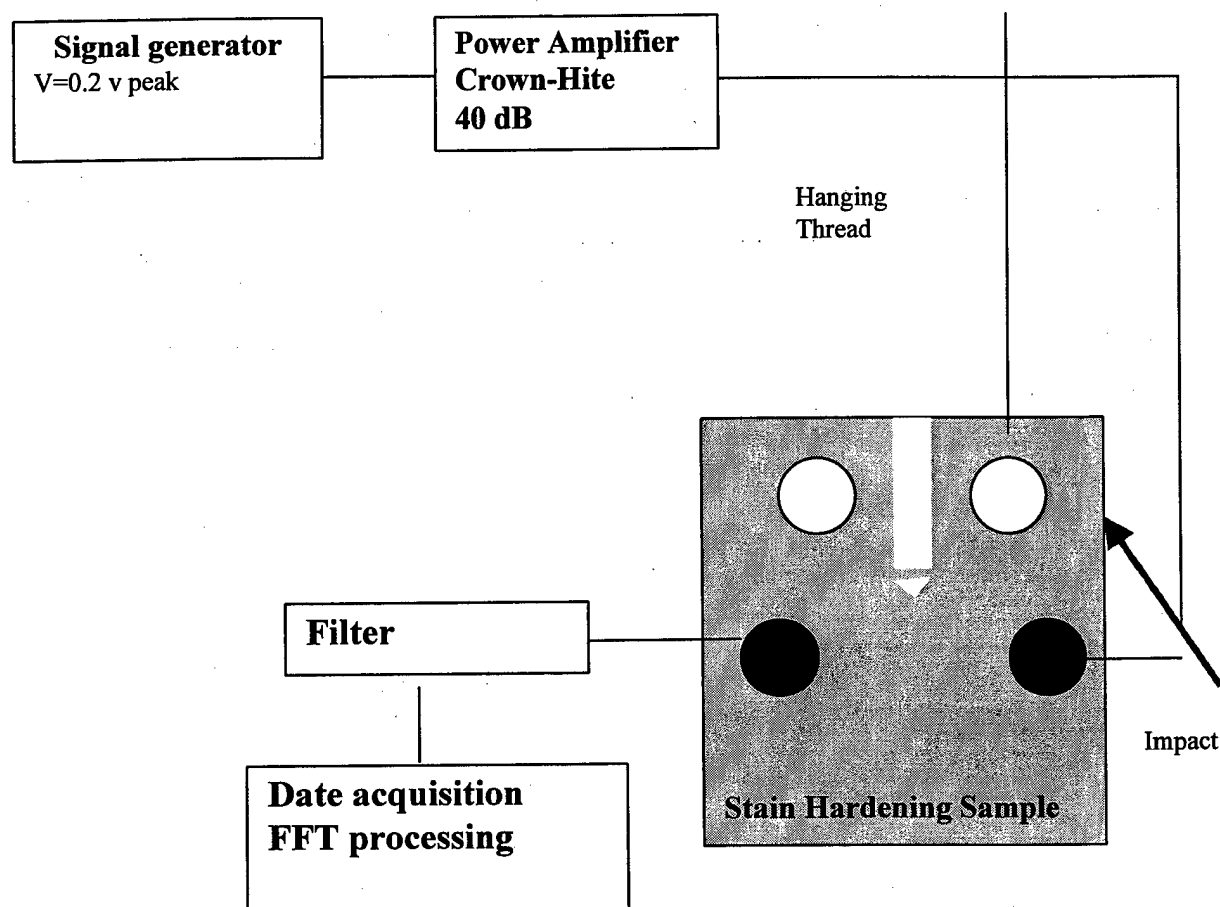 Signal generator
V=0.2 v peak
Power Amplifier
Crown-Hite
40 dB
Hanging
Thread
Filter
Impact
Date acquisition
FFT processing
Stain Hardening Sample